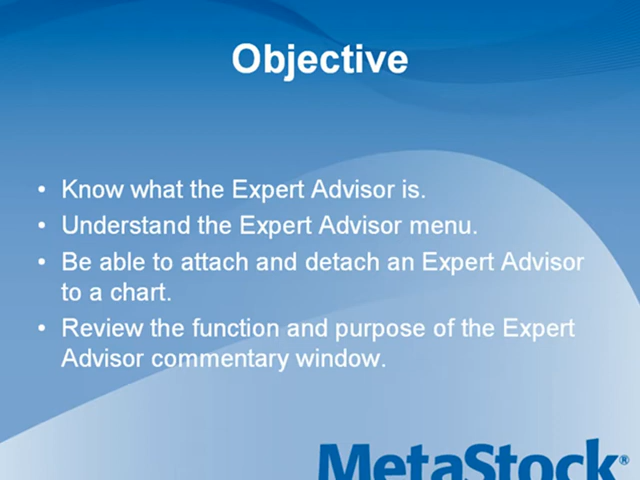 Objective
• Know what the Expert Advisor is.
• Understand the Expert Advisor menu.
• Be able to attach and detach an Expert Advisor
to a chart.
• Review the function and purpose of the Expert
Advisor commentary window.
MetaStock®